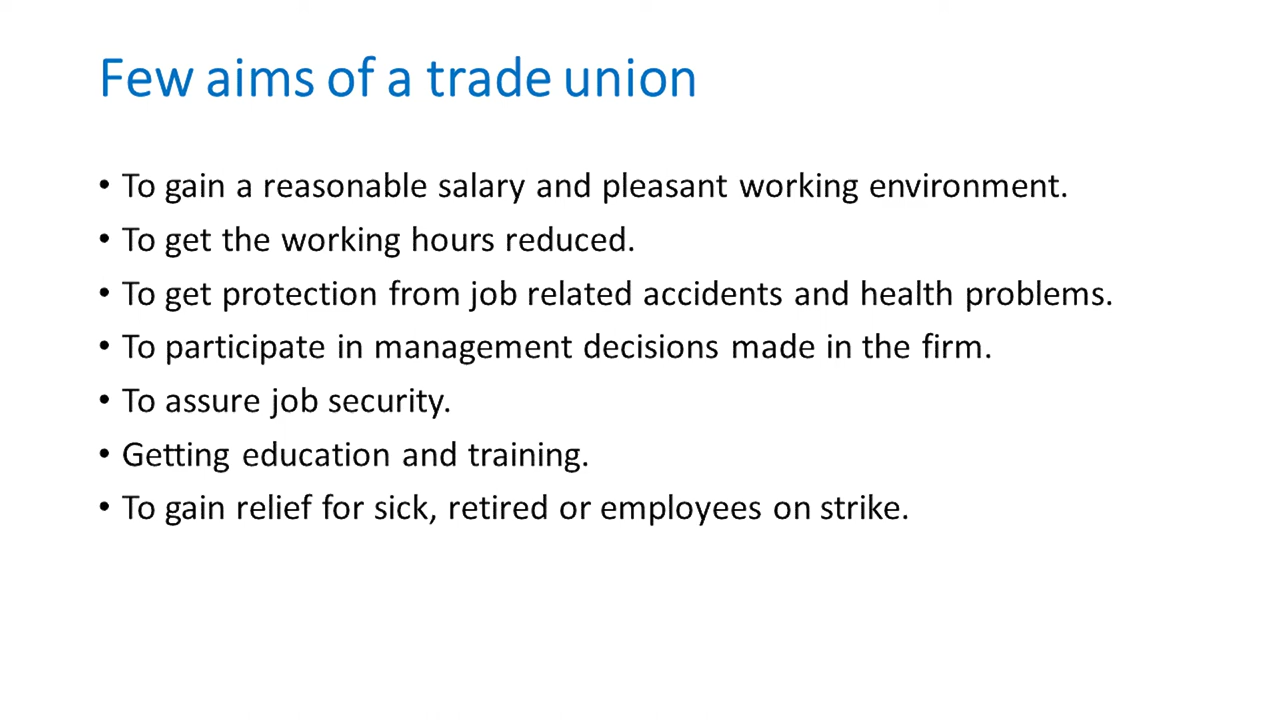 Few aims of a trade union
• To gain a reasonable salary and pleasant working environment.
• To get the working hours reduced.
• To get protection from job related accidents and health problems.
• To participate in management decisions made in the firm.
• To assure job security.
• Getting education and training.
• To gain relief for sick, retired or employees on strike.